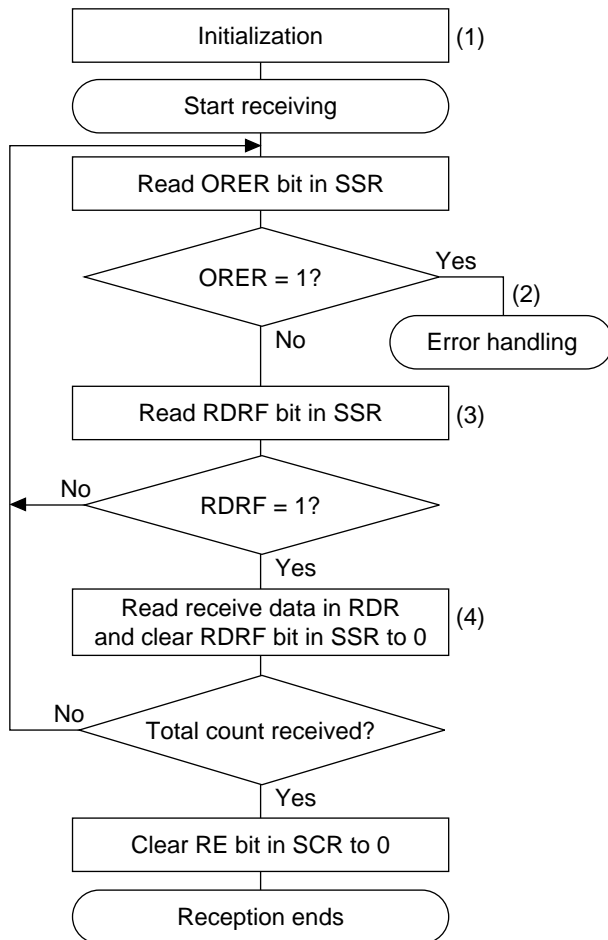 Initialization
(1)
Start receiving
Read ORER bit in SSR
ORER = 1?
Yes
(2)
Error handling
No
Read RDRF bit in SSR
(3)
No
RDRF = 1?
Yes
Read receive data in RDR
and clear RDRF bit in SSR to 0
(4)
No
Total count received?
Yes
Clear RE bit in SCR to 0
Reception ends